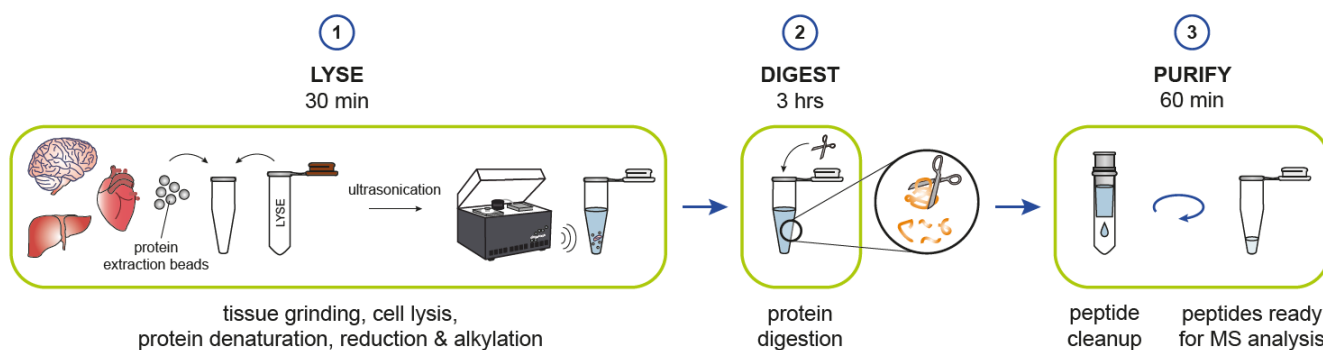 1
LYSE
30 min
protein
extraction beads
LYSE
ultrasonication
tissue grinding, cell lysis,
protein denaturation, reduction & alkylation
2
DIGEST
3 hrs
protein
digestion
3
PURIFY
60 min
peptide
cleanup
peptides ready
for MS analysis